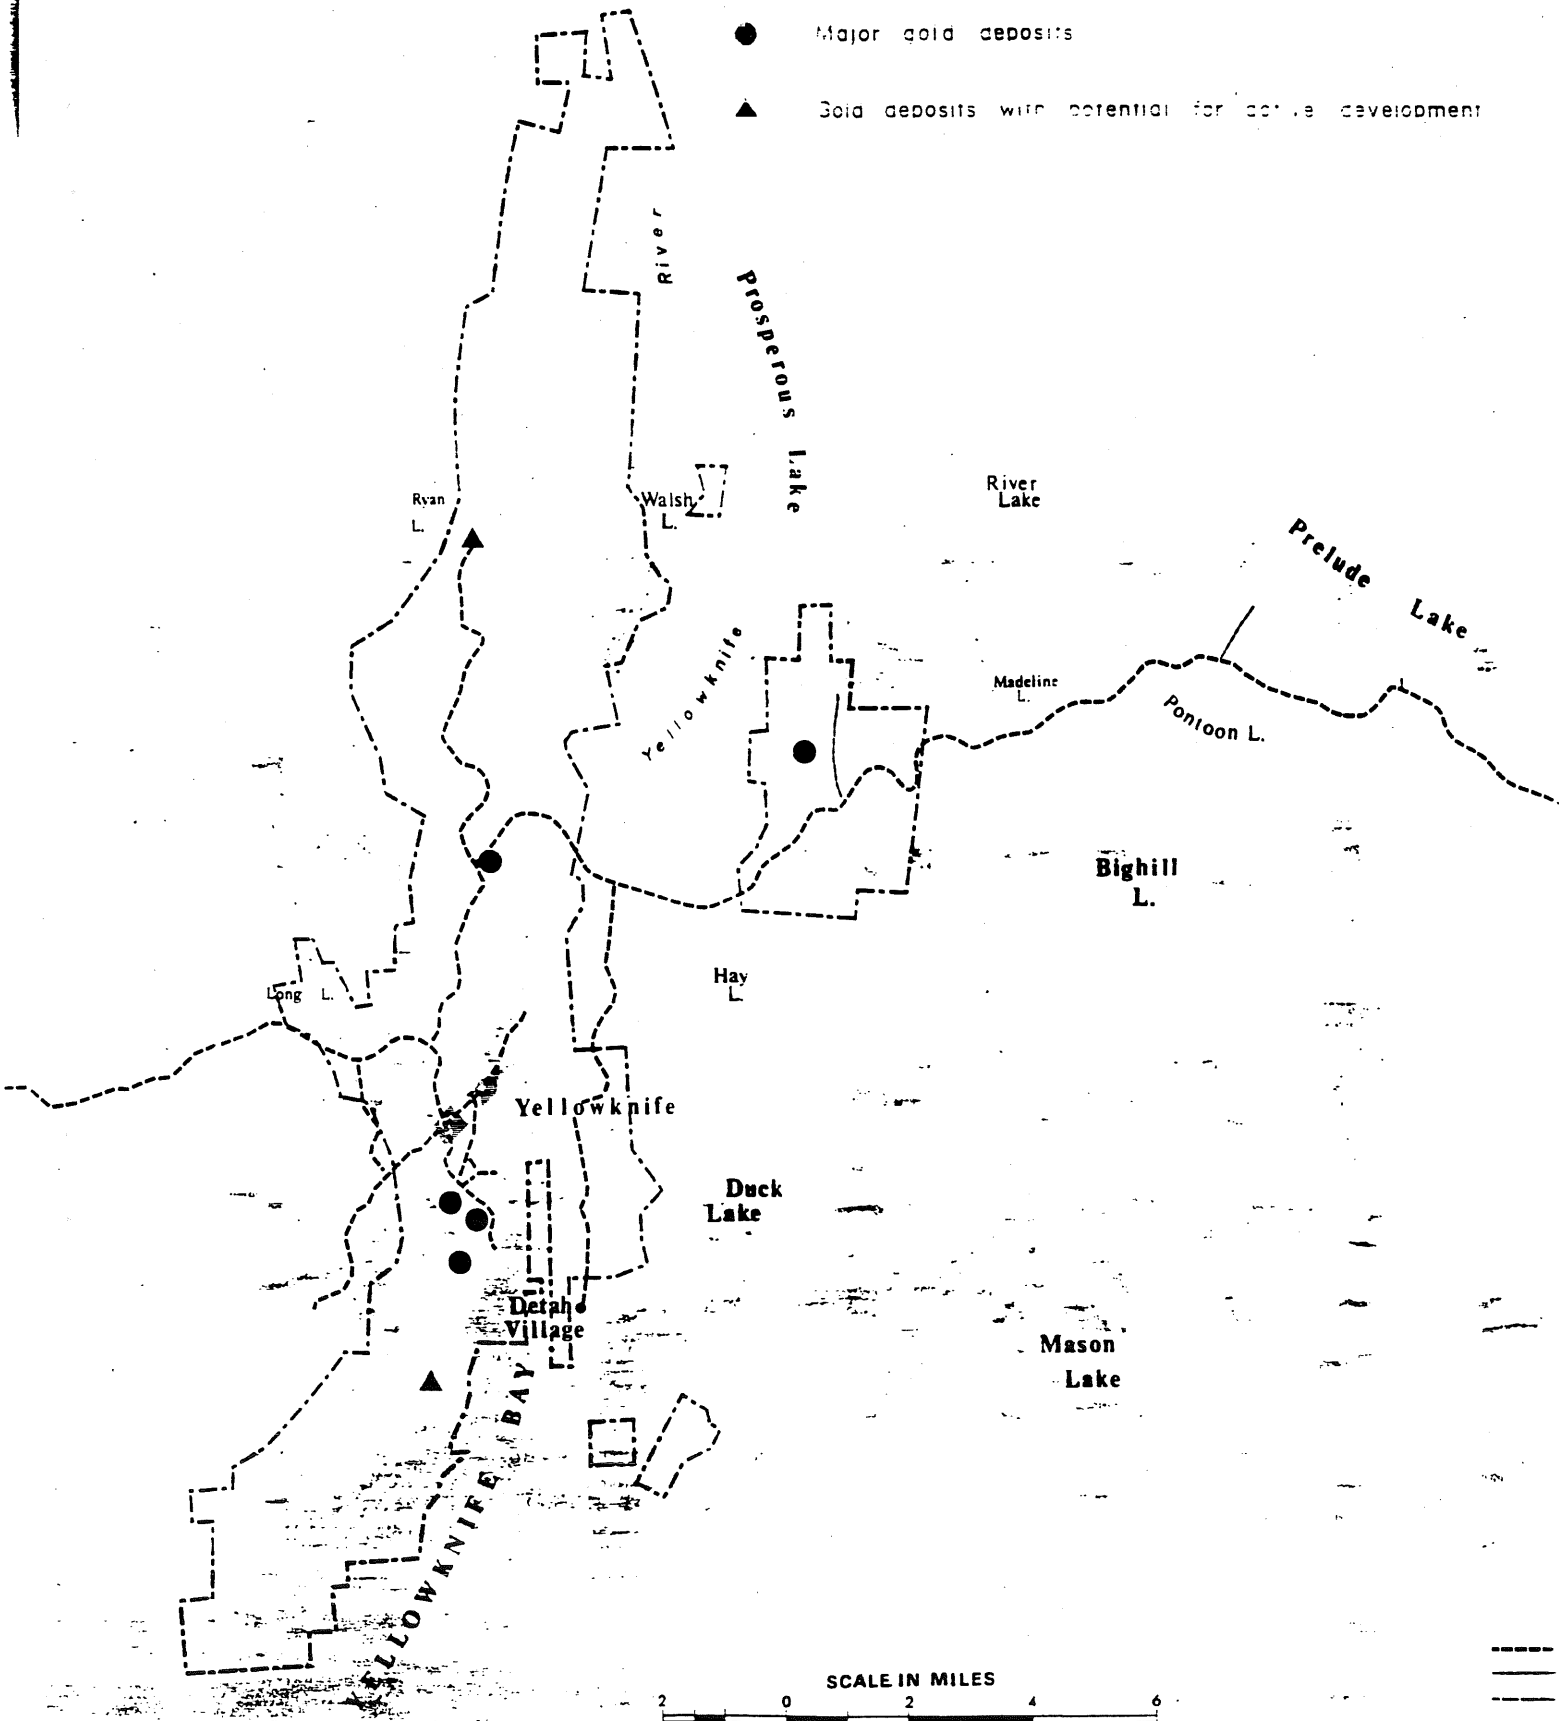 Major gold deposits
Gold deposits with potential for active development
River
Prosperous Lake
Ryan
L.
Walsh
L.
River
Lake
Prelude Lake
Yellowknife
Madeline
L.
Pontoon L.
Bighill
L.
Hay
L.
Long L.
Yellowknife
Duck
Lake
Detah
Village
Mason
Lake
YELLOWKNIFE BAY
SCALE IN MILES
2 0 2 4 6